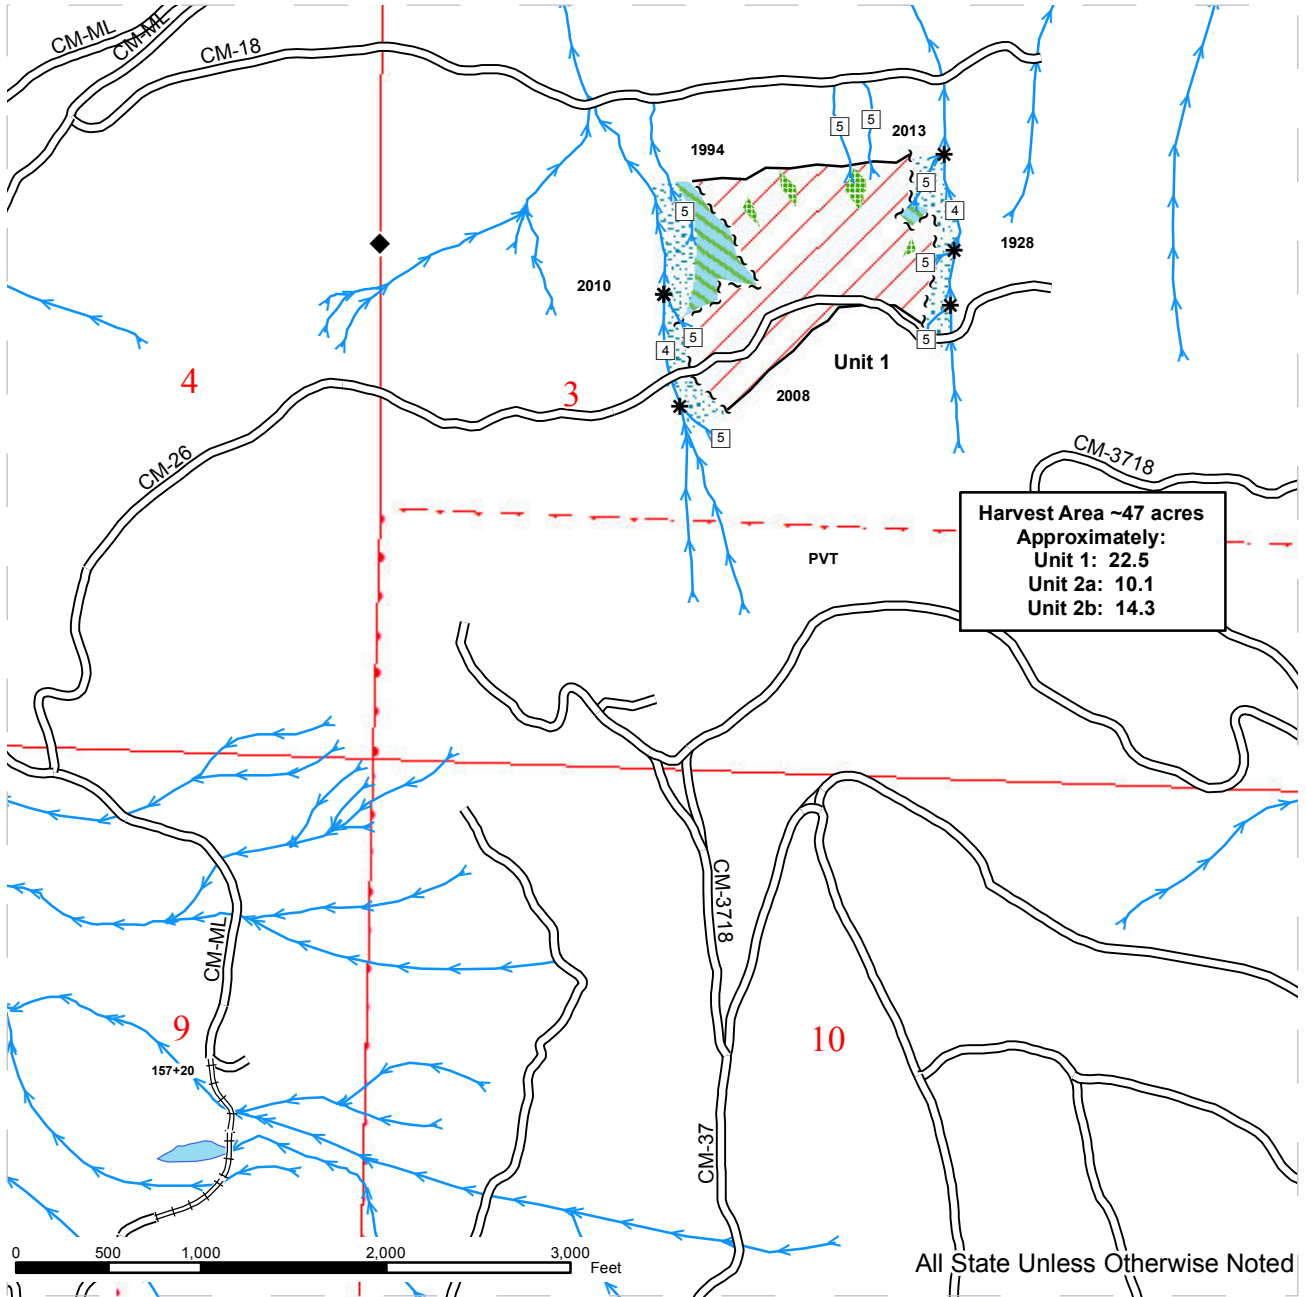 CM-ML
CM-ML
CM-18
5
5
2013
1994
5
5
4
1928
2010
5
5
4
5
Unit 1
4
3
2008
5
CM-26
CM-3718
Harvest Area ~47 acres
Approximately:
Unit 1: 22.5
Unit 2a: 10.1
Unit 2b: 14.3
PVT
CM-3718
CM-ML
9
10
157+20
CM-37
0 500 1,000 2,000 3,000
Feet
All State Unless Otherwise Noted